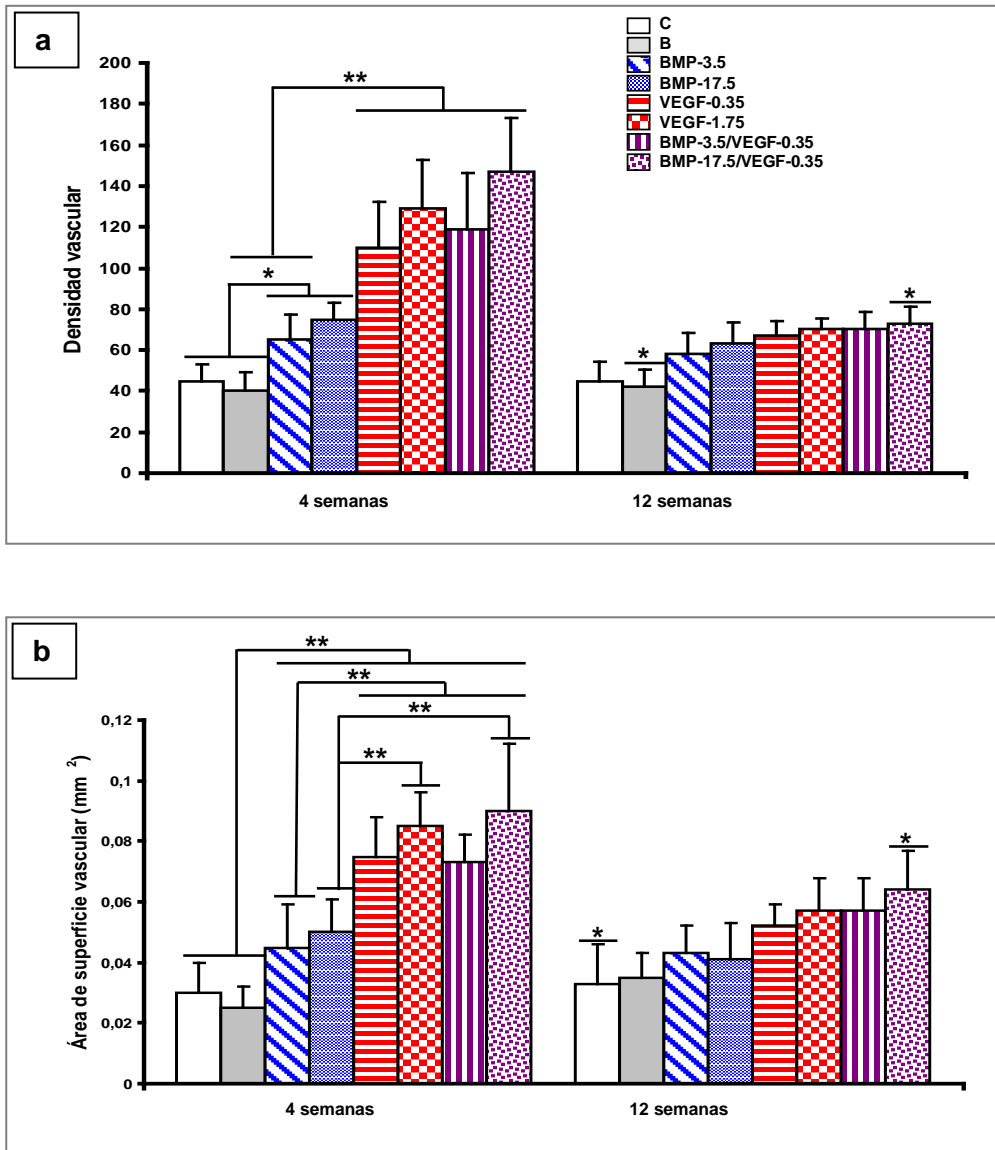 a
C
B
BMP-3.5
BMP-17.5
VEGF-0.35
VEGF-1.75
BMP-3.5/VEGF-0.35
BMP-17.5/VEGF-0.35
Densidad vascular
200
180
160
140
120
100
80
60
40
20
0
**
*
*
*
4 semanas
12 semanas
b
Área de superficie vascular (mm ²)
0,12
0,1
0,08
0,06
0,04
0,02
0
**
**
**
**
*
*
4 semanas
12 semanas